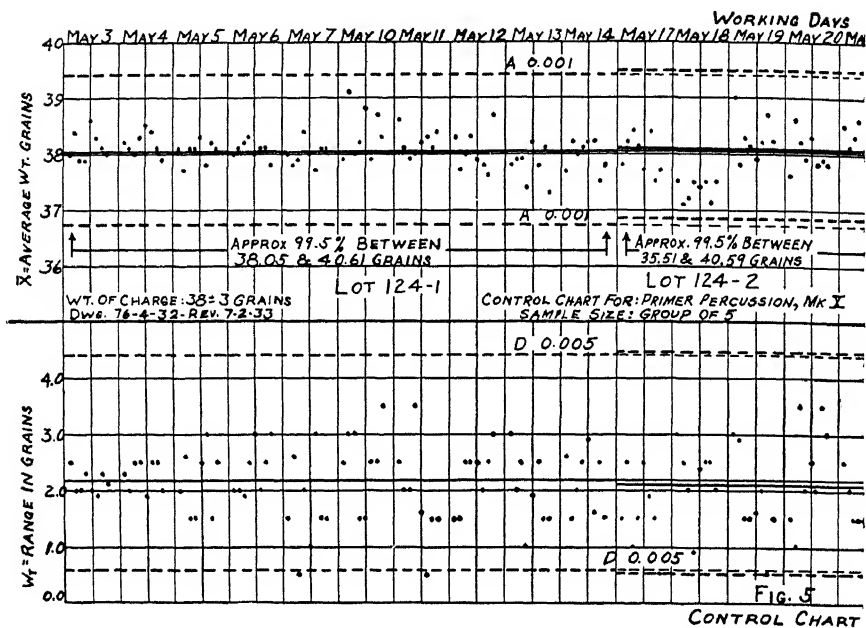 WORKING DAYS
MAY 3 MAY 4 MAY 5 MAY 6 MAY 7 MAY 10 MAY 11 MAY 12 MAY 13 MAY 14 MAY 17 MAY 18 MAY 19 MAY 20 MA
40
39
38
37
36
X̄=AVERAGE WT. GRAINS
A 0.001
A 0.001
APPROX. 99.5% BETWEEN
38.05 & 40.61 GRAINS
APPROX. 99.5% BETWEEN
35.51 & 40.59 GRAINS
LOT 124-1
LOT 124-2
WT. OF CHARGE: 38±3 GRAINS
DWG. 76-4-32-REV. 7-2-33
CONTROL CHART FOR: PRIMER PERCUSSION, MK X
SAMPLE SIZE: GROUP OF 5
D 0.005
4.0
3.0
2.0
1.0
0.0
W_T=RANGE IN GRAINS
D 0.005
FIG. 5
CONTROL CHART